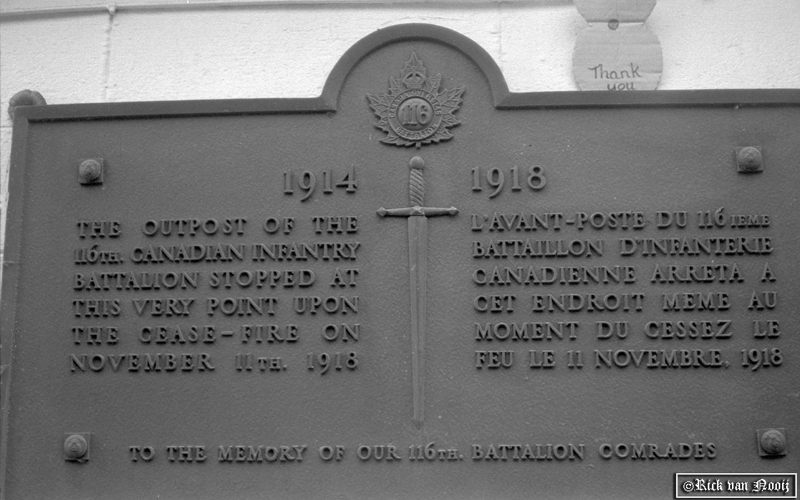 Thank
you
116
1914
1918
THE OUTPOST OF THE
116TH. CANADIAN INFANTRY
BATTALION STOPPED AT
THIS VERY POINT UPON
THE CEASE-FIRE ON
NOVEMBER 11TH. 1918
L'AVANT-POSTE DU 116IEME
BATTAILLON D'INFANTERIE
CANADIENNE ARRETA A
CET ENDROIT MEME AU
MOMENT DU CESSEZ LE
FEU LE 11 NOVEMBRE, 1918
TO THE MEMORY OF OUR 116TH. BATTALION COMRADES
©Rick van Nooij